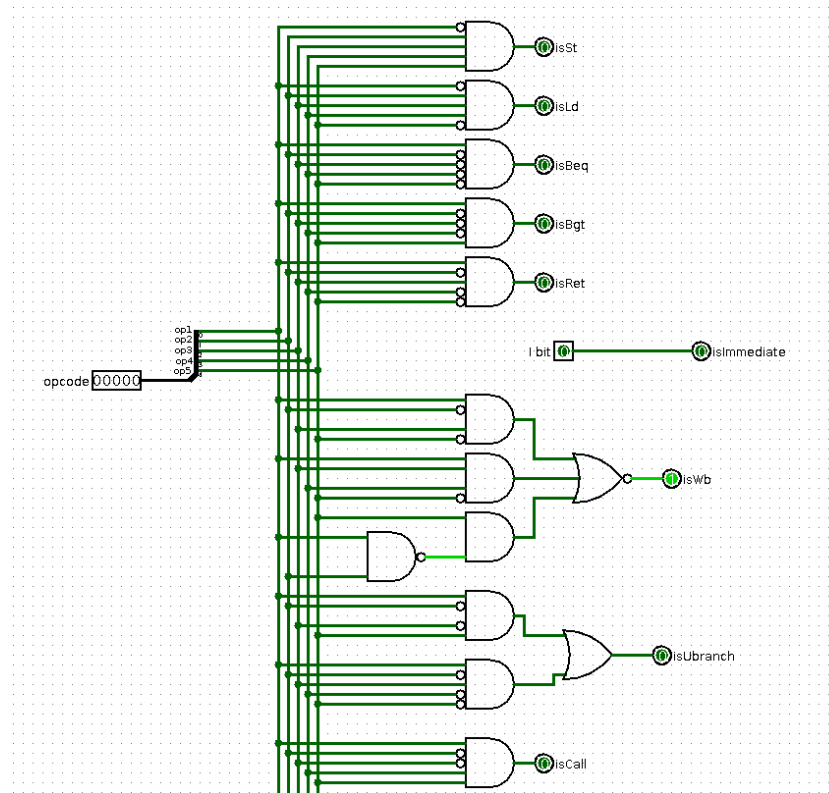 isSt
isLd
isBeq
isBgt
isRet
op1
op2
op3
op4
op5
opcode 00000
I bit 0 isImmediate
isWb
isUbranch
isCall